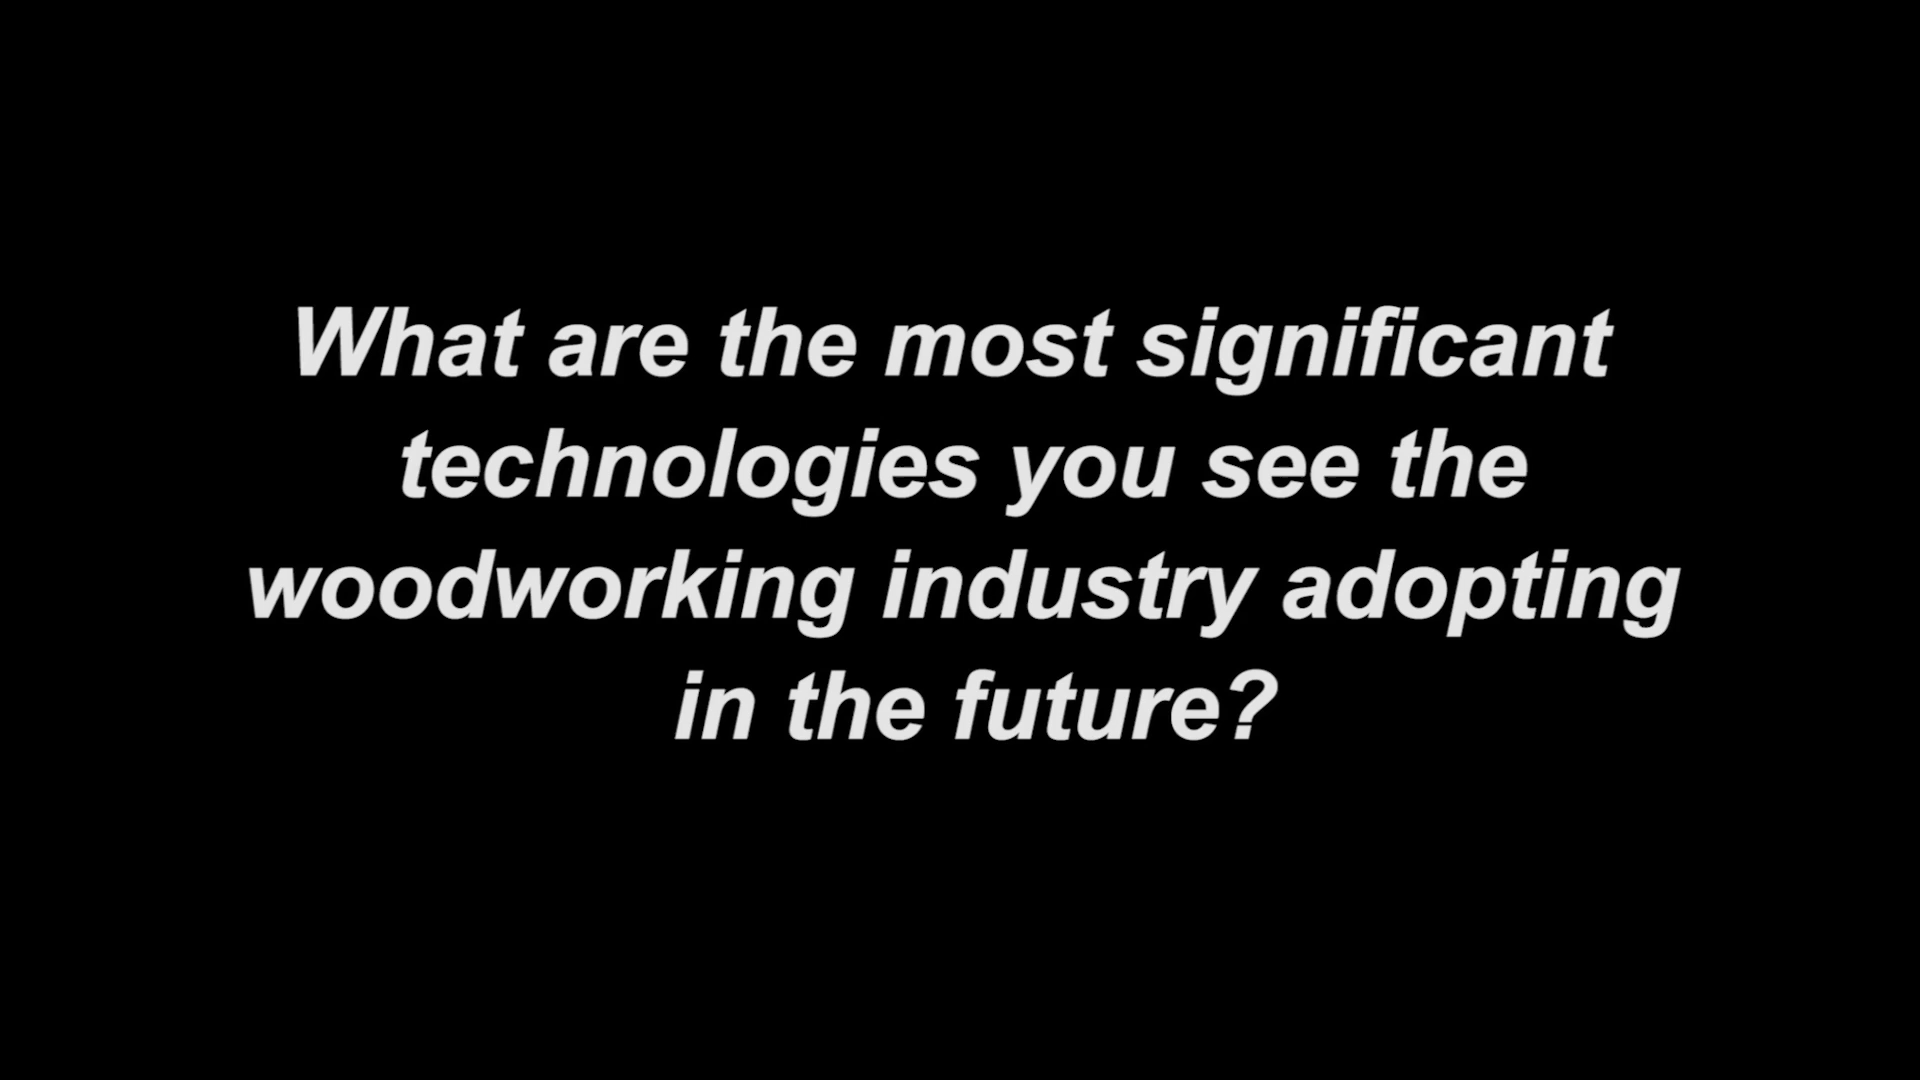 What are the most significant
technologies you see the
woodworking industry adopting
in the future?